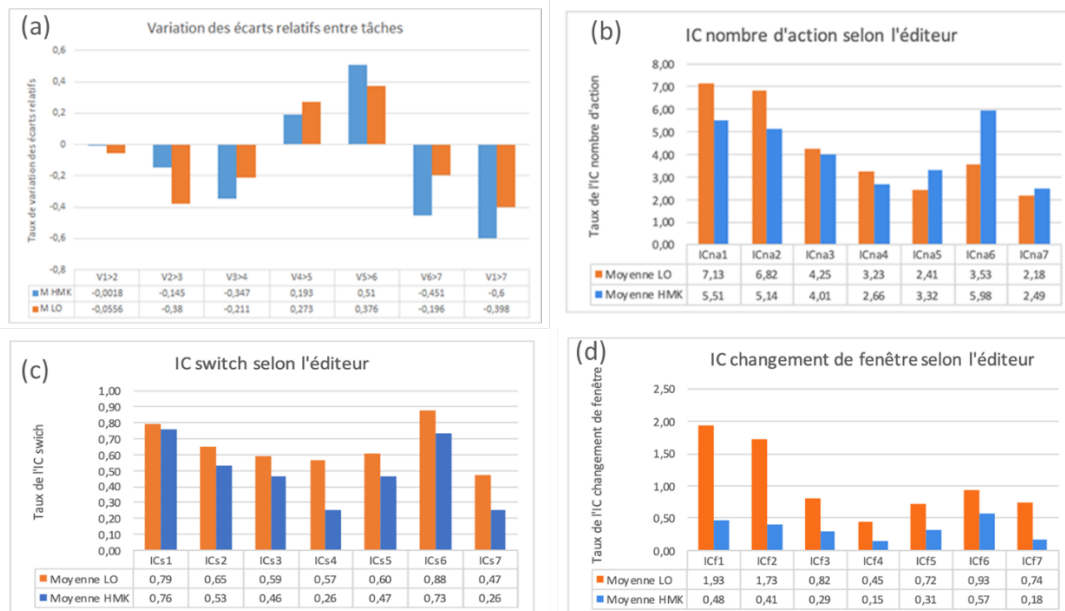 (a)
Variation des écarts relatifs entre tâches
Taux de variation des écarts relatifs
0,6
0,4
0,2
0
-0,2
-0,4
-0,6
-0,8
V1>2 V2>3 V3>4 V4>5 V5>6 V6>7 V1>7
M HMK -0,0018 -0,145 -0,347 0,193 0,51 -0,451 -0,6
M LO -0,0556 -0,38 -0,211 0,273 0,376 -0,196 -0,398
(b)
IC nombre d'action selon l'éditeur
Taux de l'IC nombre d'action
8,00
7,00
6,00
5,00
4,00
3,00
2,00
1,00
0,00
ICna1 ICna2 ICna3 ICna4 ICna5 ICna6 ICna7
Moyenne LO 7,13 6,82 4,25 3,23 2,41 3,53 2,18
Moyenne HMK 5,51 5,14 4,01 2,66 3,32 5,98 2,49
(c)
IC switch selon l'éditeur
Taux de l'IC swich
1,00
0,90
0,80
0,70
0,60
0,50
0,40
0,30
0,20
0,10
0,00
ICs1 ICs2 ICs3 ICs4 ICs5 ICs6 ICs7
Moyenne LO 0,79 0,65 0,59 0,57 0,60 0,88 0,47
Moyenne HMK 0,76 0,53 0,46 0,26 0,47 0,73 0,26
(d)
IC changement de fenêtre selon l'éditeur
Taux de l'IC changement de fenêtre
2,50
2,00
1,50
1,00
0,50
0,00
ICf1 ICf2 ICf3 ICf4 ICf5 ICf6 ICf7
Moyenne LO 1,93 1,73 0,82 0,45 0,72 0,93 0,74
Moyenne HMK 0,48 0,41 0,29 0,15 0,31 0,57 0,18